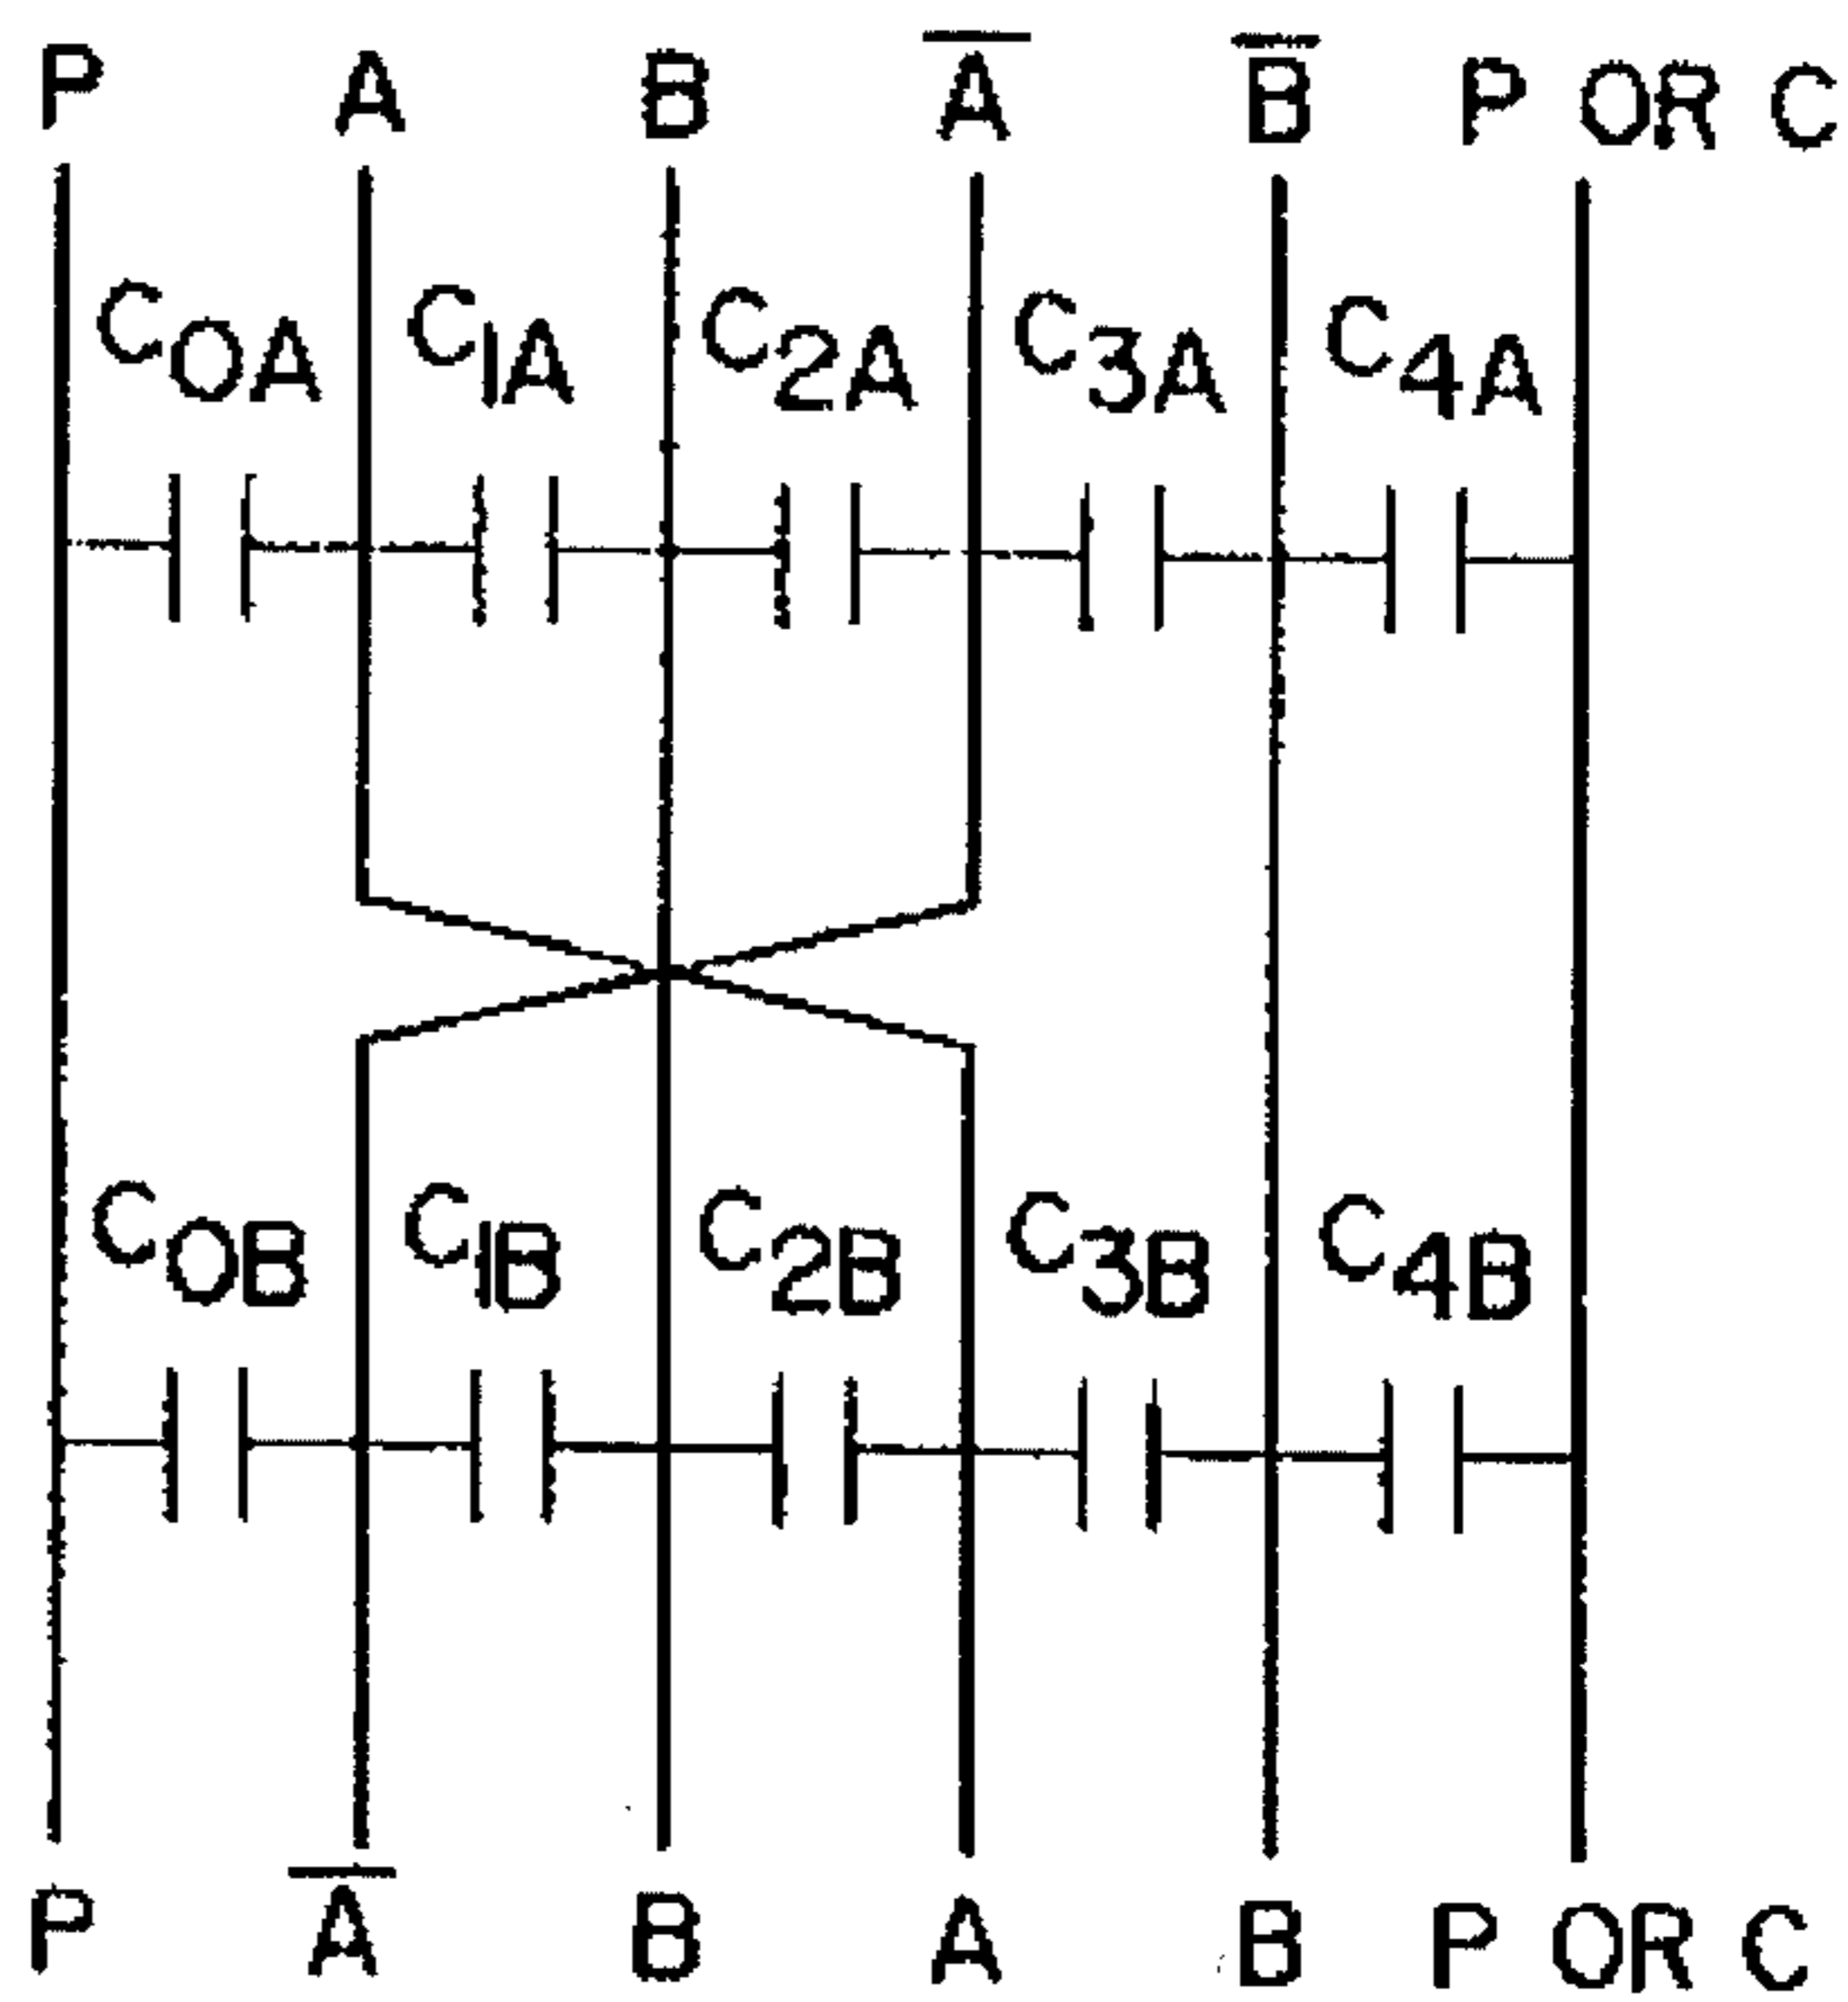 P A B A̅ B̅ P OR C
C0A C1A C2A C3A C4A
C0B C1B C2B C3B C4B
P A̅ B A B P OR C